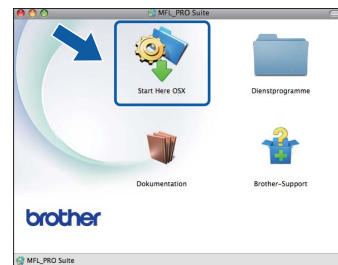 MFL_PRO Suite
Start Here OSX
Dienstprogramme
Dokumentation
Brother-Support
brother
MFL_PRO Suite